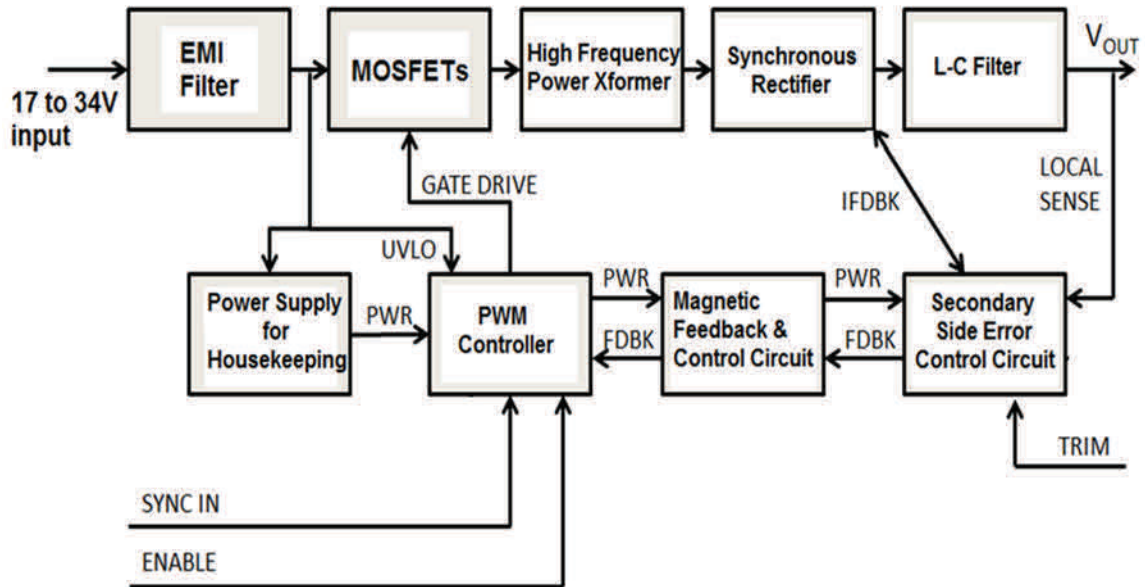 EMI
Filter
MOSFETs
High Frequency
Power Xformer
Synchronous
Rectifier
L-C Filter
VOUT
17 to 34V
input
GATE DRIVE
IFDBK
LOCAL
SENSE
UVLO
Power Supply
for
Housekeeping
PWR
PWM
Controller
PWR
FDBK
Magnetic
Feedback &
Control Circuit
PWR
FDBK
Secondary
Side Error
Control Circuit
TRIM
SYNC IN
ENABLE